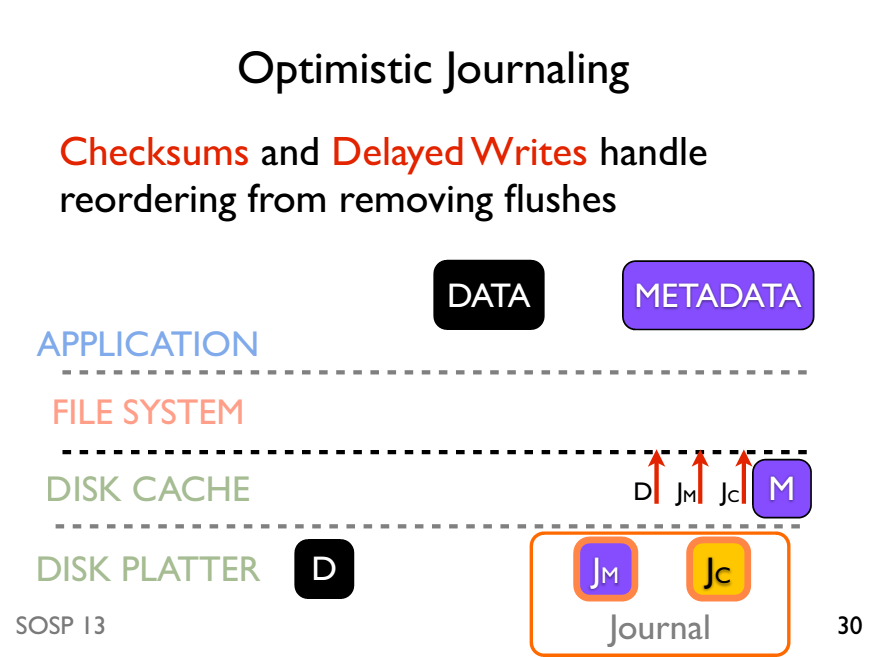 Optimistic Journaling
Checksums and Delayed Writes handle
reordering from removing flushes
DATA METADATA
APPLICATION
FILE SYSTEM
DISK CACHE D JM JC M
DISK PLATTER D JM JC
Journal
SOSP 13 30